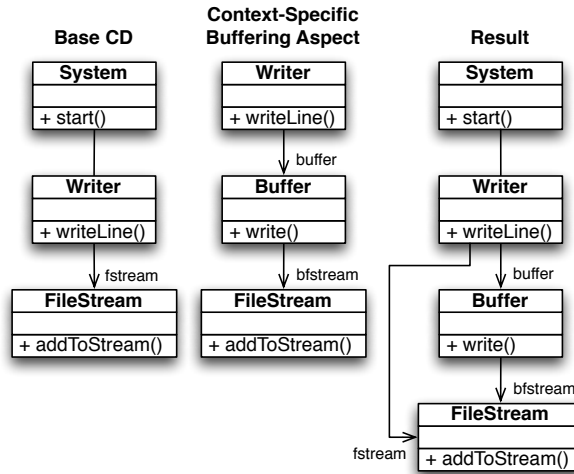 Base CD
System
+ start()
Writer
+ writeLine()
fstream
FileStream
+ addToStream()
Context-Specific
Buffering Aspect
Writer
+ writeLine()
buffer
Buffer
+ write()
bfstream
FileStream
+ addToStream()
Result
System
+ start()
Writer
+ writeLine()
buffer
Buffer
+ write()
bfstream
FileStream
fstream
+ addToStream()